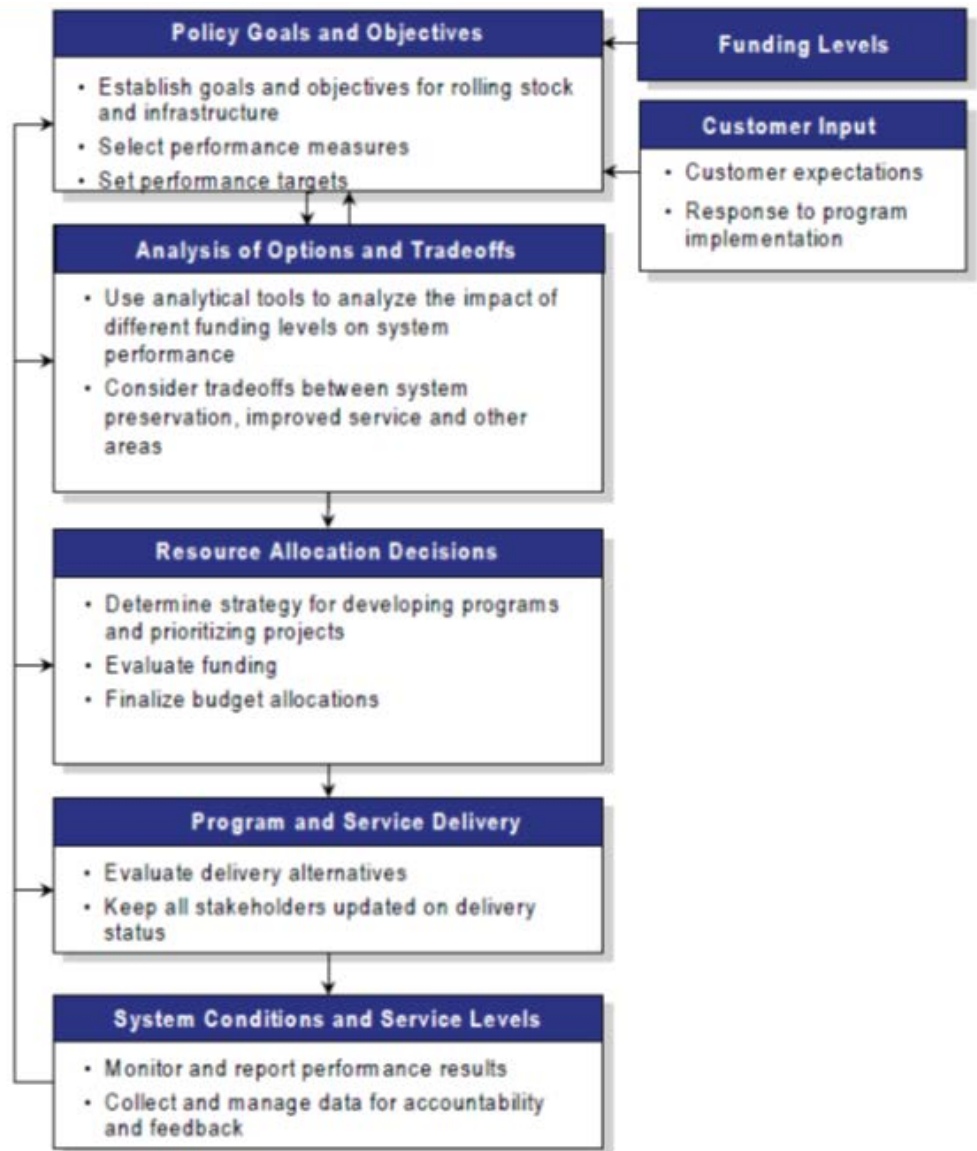 Policy Goals and Objectives
• Establish goals and objectives for rolling stock
and infrastructure
• Select performance measures
• Set performance targets
Funding Levels
Customer Input
• Customer expectations
• Response to program
implementation
Analysis of Options and Tradeoffs
• Use analytical tools to analyze the impact of
different funding levels on system
performance
• Consider tradeoffs between system
preservation, improved service and other
areas
Resource Allocation Decisions
• Determine strategy for developing programs
and prioritizing projects
• Evaluate funding
• Finalize budget allocations
Program and Service Delivery
• Evaluate delivery alternatives
• Keep all stakeholders updated on delivery
status
System Conditions and Service Levels
• Monitor and report performance results
• Collect and manage data for accountability
and feedback